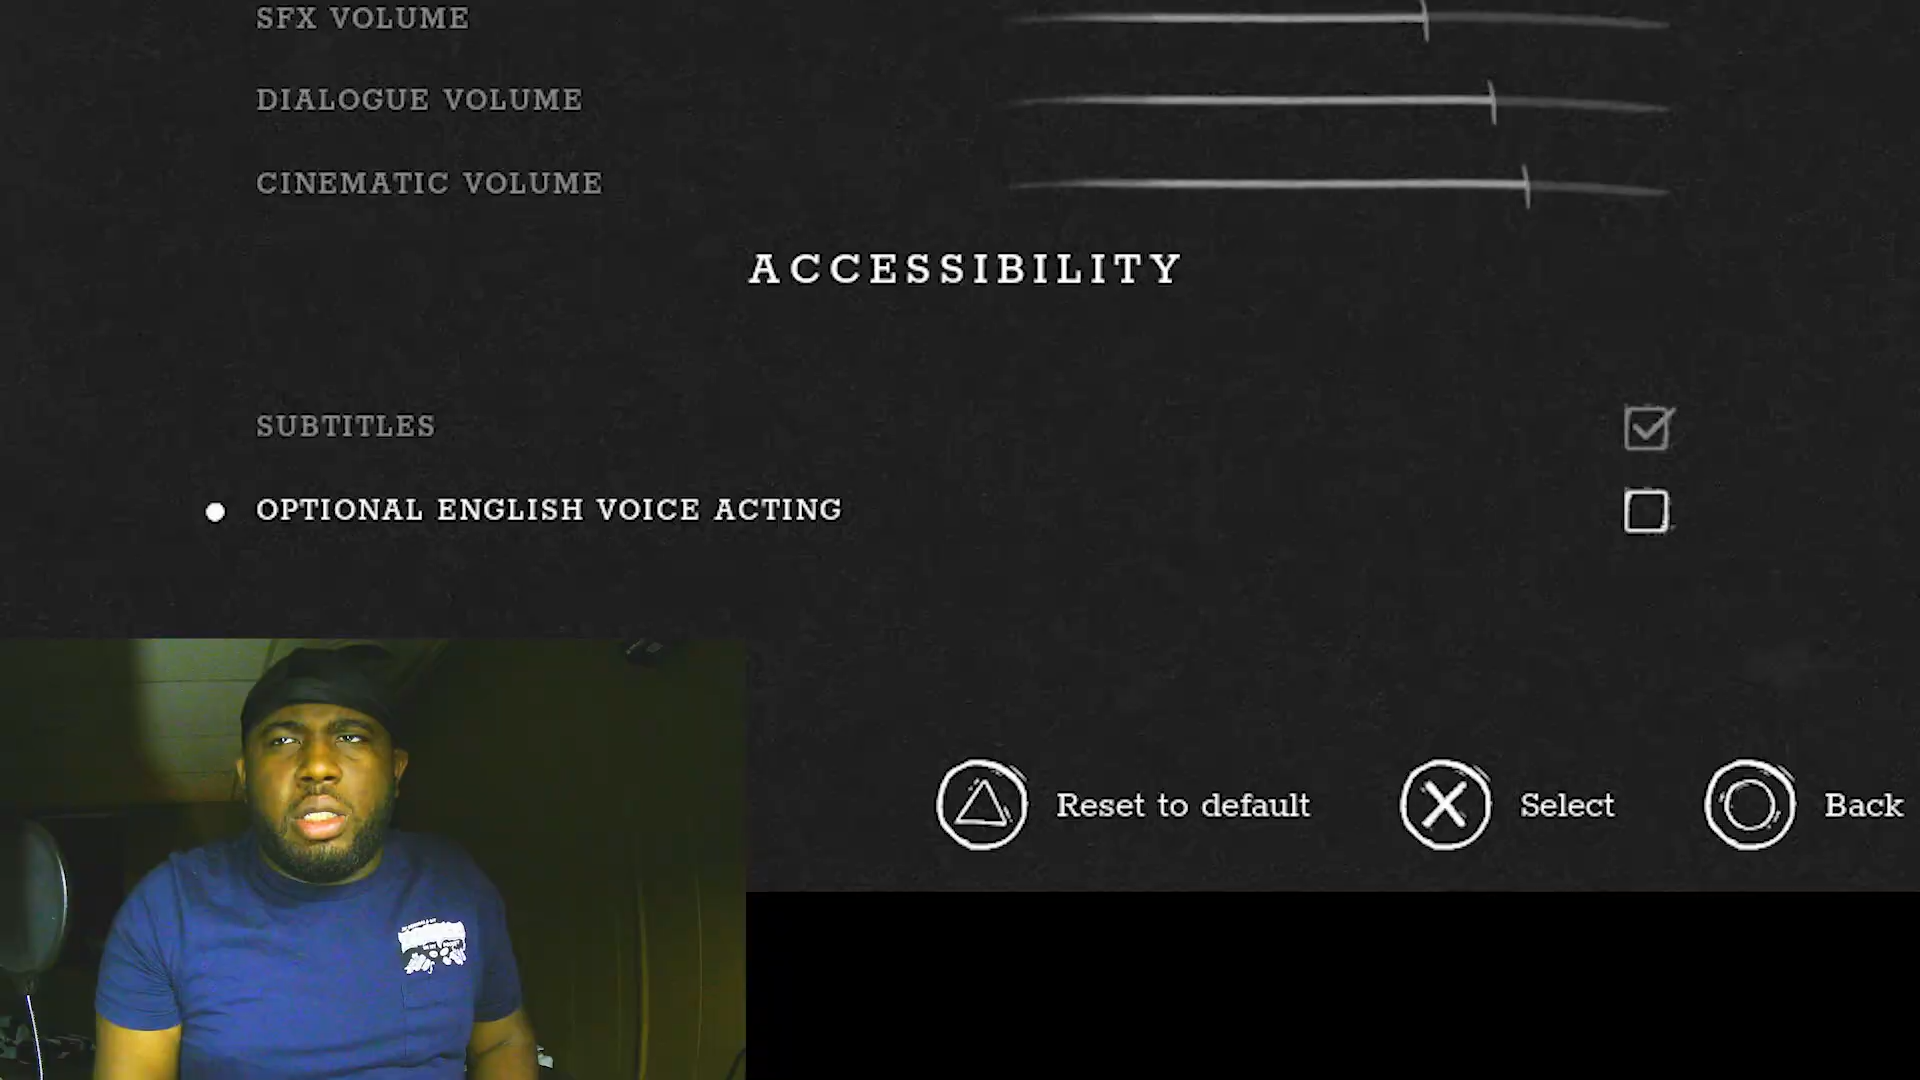 SFX VOLUME
DIALOGUE VOLUME
CINEMATIC VOLUME
ACCESSIBILITY
SUBTITLES
OPTIONAL ENGLISH VOICE ACTING
Reset to default
Select
Back